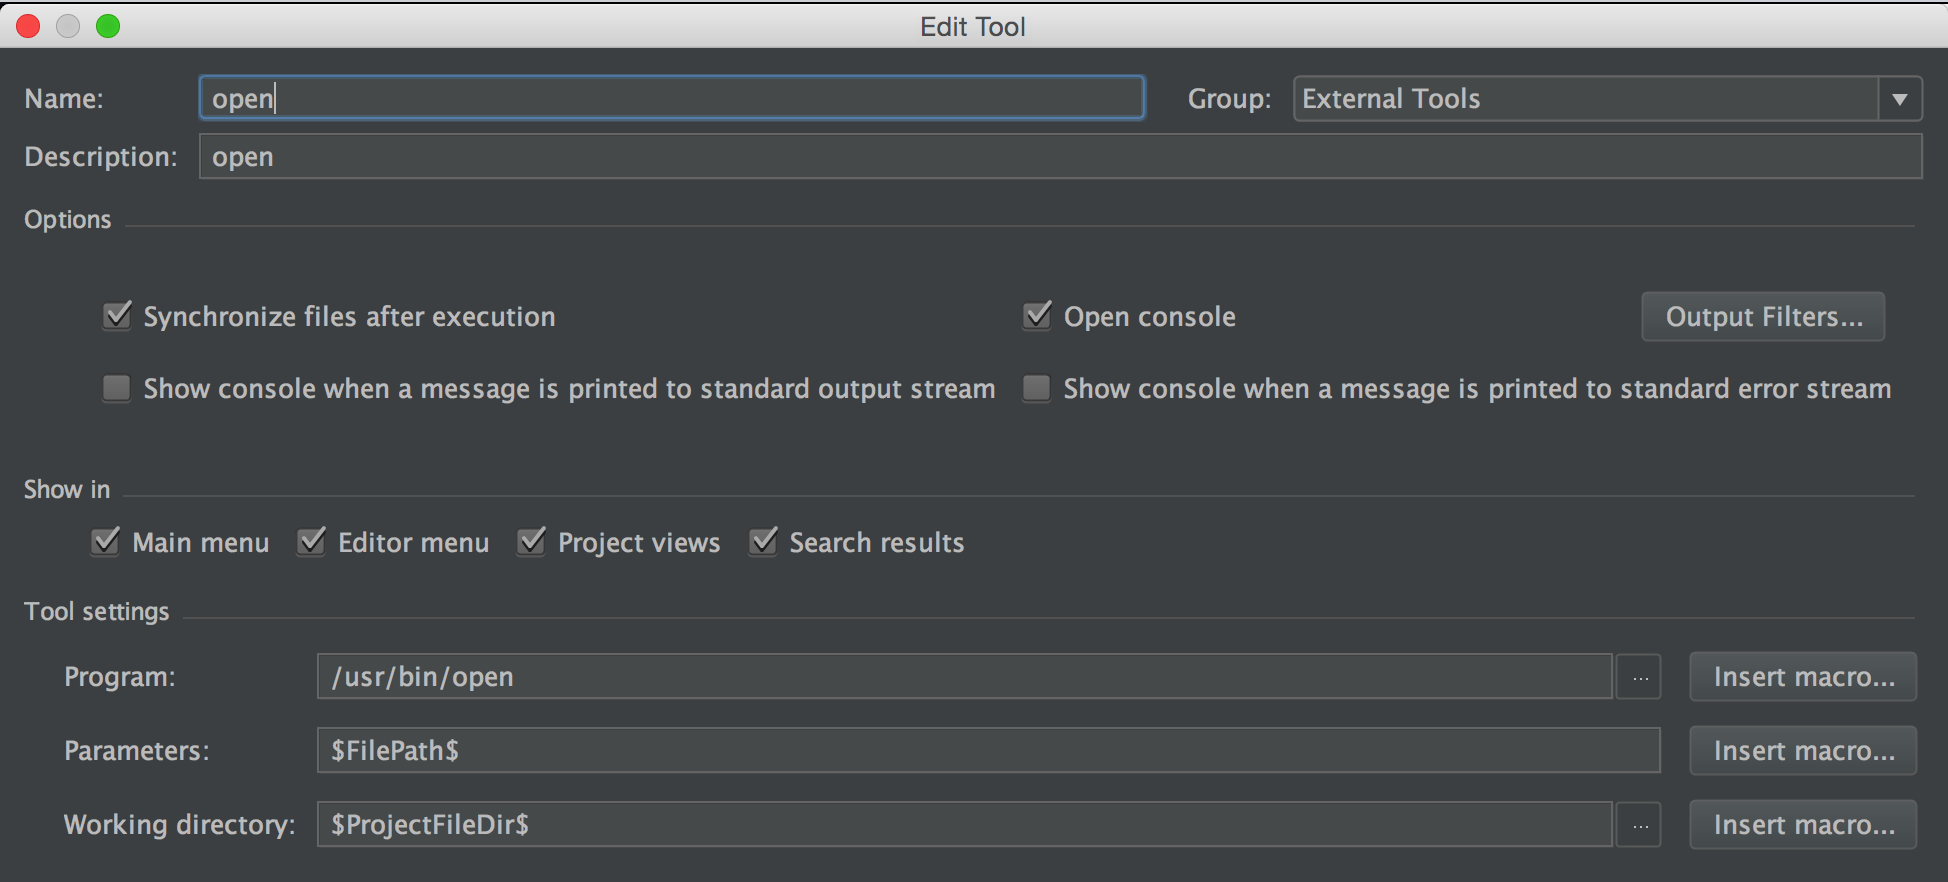 Edit Tool
Name: open Group: External Tools
Description: open
Options
Synchronize files after execution Open console Output Filters...
Show console when a message is printed to standard output stream Show console when a message is printed to standard error stream
Show in
Main menu Editor menu Project views Search results
Tool settings
Program: /usr/bin/open ... Insert macro...
Parameters: $FilePath$ Insert macro...
Working directory: $ProjectFileDir$ ... Insert macro...